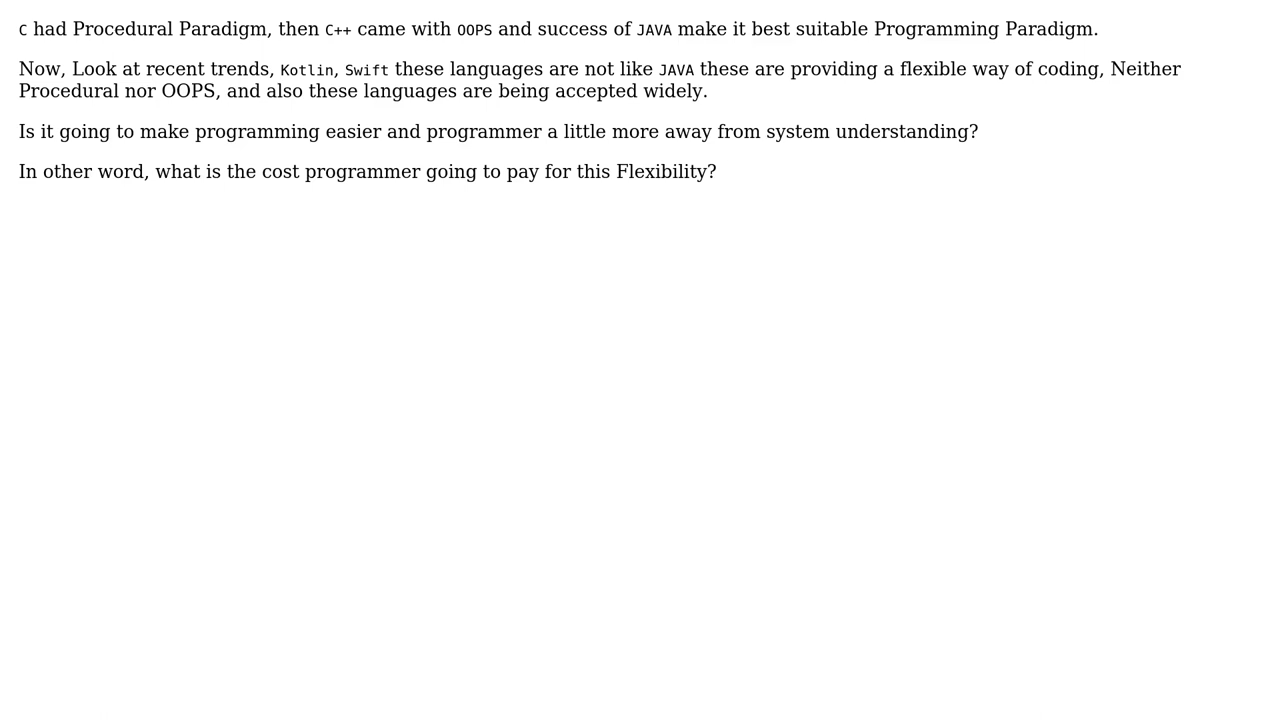 C had Procedural Paradigm, then C++ came with OOPS and success of JAVA make it best suitable Programming Paradigm.
Now, Look at recent trends, Kotlin, Swift these languages are not like JAVA these are providing a flexible way of coding, Neither
Procedural nor OOPS, and also these languages are being accepted widely.
Is it going to make programming easier and programmer a little more away from system understanding?
In other word, what is the cost programmer going to pay for this Flexibility?